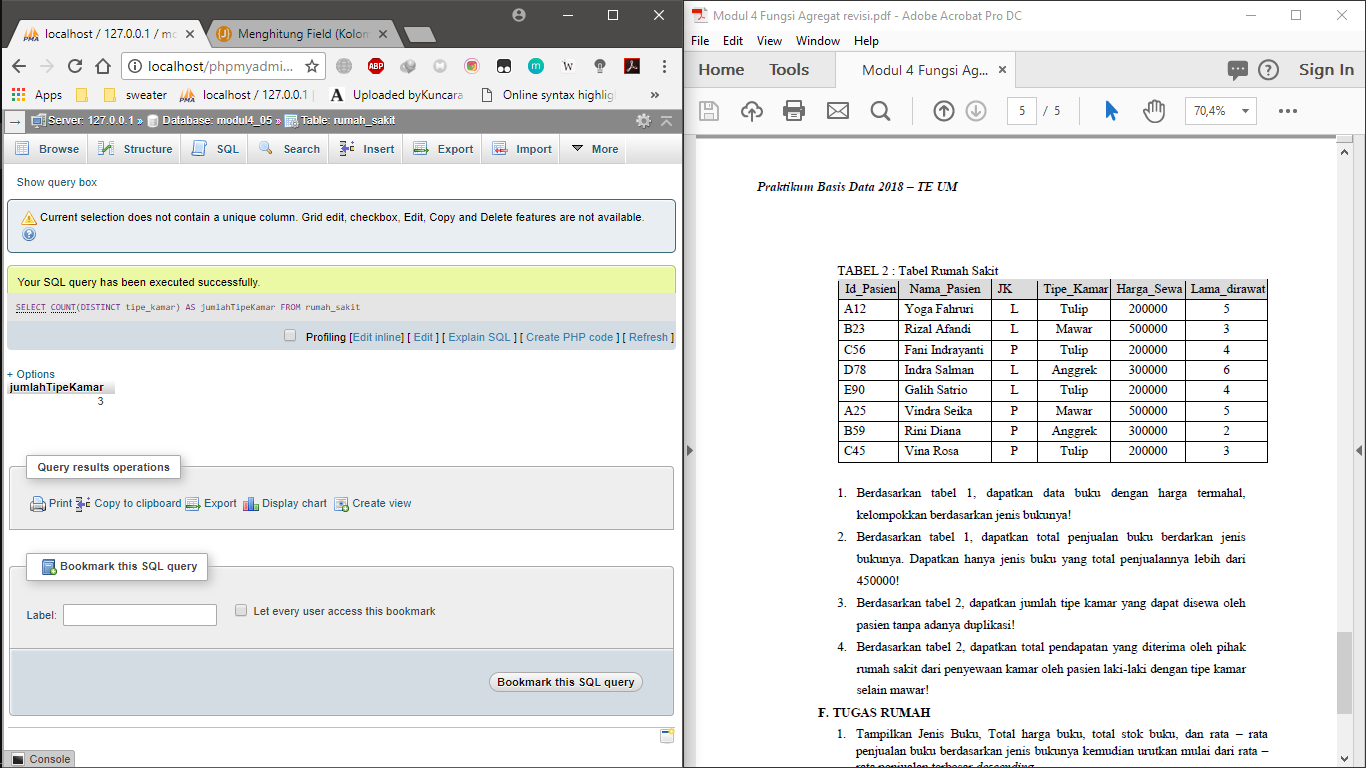 localhost / 127.0.0.1 / mo
Menghitung Field (Kolom
localhost/phpmyadmi...
Apps
sweater
localhost / 127.0.0.1
Uploaded byKuncara
Online syntax highlig
»
Server: 127.0.0.1 » Database: modul4_05 » Table: rumah_sakit
Browse Structure SQL Search Insert Export Import More
Show query box
Current selection does not contain a unique column. Grid edit, checkbox, Edit, Copy and Delete features are not available.
Your SQL query has been executed successfully.
SELECT COUNT(DISTINCT tipe_kamar) AS jumlahTipeKamar FROM rumah_sakit
Profiling [Edit inline] [ Edit ] [ Explain SQL ] [ Create PHP code ] [ Refresh ]
+ Options
jumlahTipeKamar
3
Query results operations
Print Copy to clipboard Export Display chart Create view
Bookmark this SQL query
Label:
Let every user access this bookmark
Bookmark this SQL query
Console
Modul 4 Fungsi Agregat revisi.pdf - Adobe Acrobat Pro DC
File Edit View Window Help
Home Tools Modul 4 Fungsi Ag... Sign In
5 / 5 70,4%
Praktikum Basis Data 2018 – TE UM
TABEL 2 : Tabel Rumah Sakit
Id_Pasien Nama_Pasien JK Tipe_Kamar Harga_Sewa Lama_dirawat
A12 Yoga Fahruri L Tulip 200000 5
B23 Rizal Afandi L Mawar 500000 3
C56 Fani Indrayanti P Tulip 200000 4
D78 Indra Salman L Anggrek 300000 6
E90 Galih Satrio L Tulip 200000 4
A25 Vindra Seika P Mawar 500000 5
B59 Rini Diana P Anggrek 300000 2
C45 Vina Rosa P Tulip 200000 3
1. Berdasarkan tabel 1, dapatkan data buku dengan harga termahal,
kelompokkan berdasarkan jenis bukunya!
2. Berdasarkan tabel 1, dapatkan total penjualan buku berdarkan jenis
bukunya. Dapatkan hanya jenis buku yang total penjualannya lebih dari
450000!
3. Berdasarkan tabel 2, dapatkan jumlah tipe kamar yang dapat disewa oleh
pasien tanpa adanya duplikasi!
4. Berdasarkan tabel 2, dapatkan total pendapatan yang diterima oleh pihak
rumah sakit dari penyewaan kamar oleh pasien laki-laki dengan tipe kamar
selain mawar!
F. TUGAS RUMAH
1. Tampilkan Jenis Buku, Total harga buku, total stok buku, dan rata – rata
penjualan buku berdasarkan jenis bukunya kemudian urutkan mulai dari rata –
rata penjualan terbesar descending